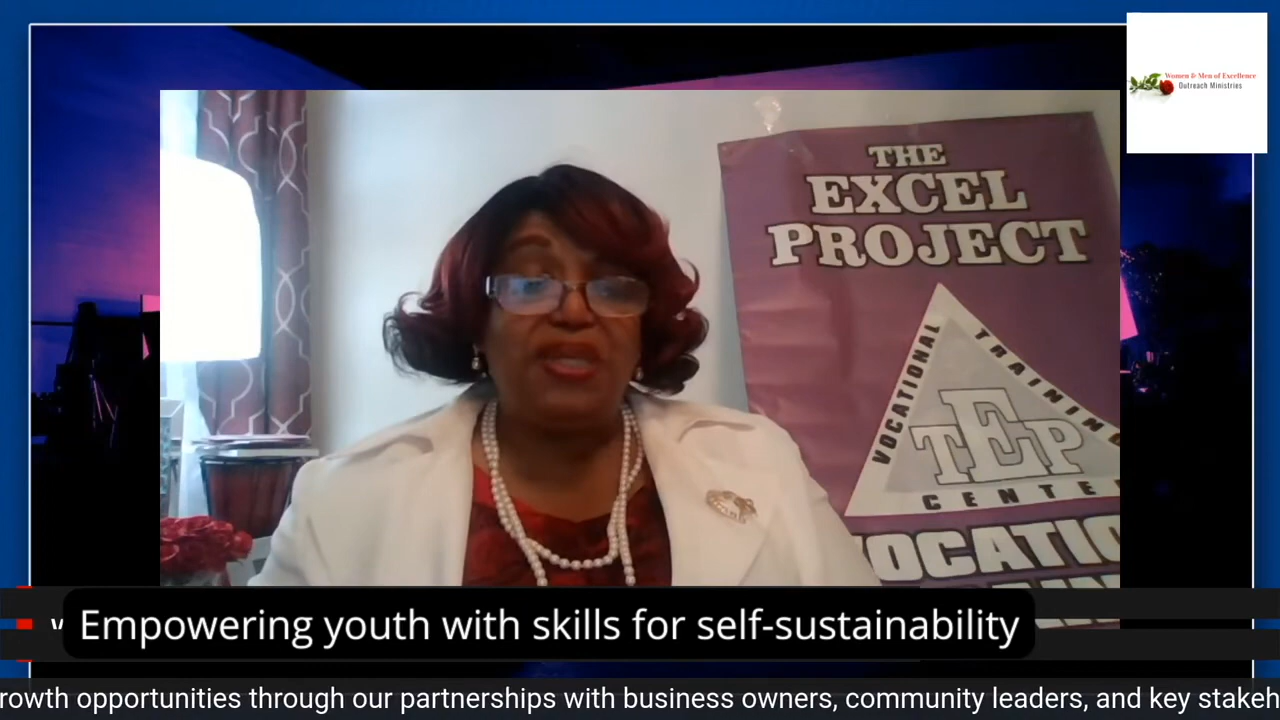 Women & Men of Excellence
Outreach Ministries
THE
EXCEL
PROJECT
VOCATIONAL
TRAINING
TEP
CENTE
OCATIO
Empowering youth with skills for self-sustainability
rowth opportunities through our partnerships with business owners, community leaders, and key stakeh